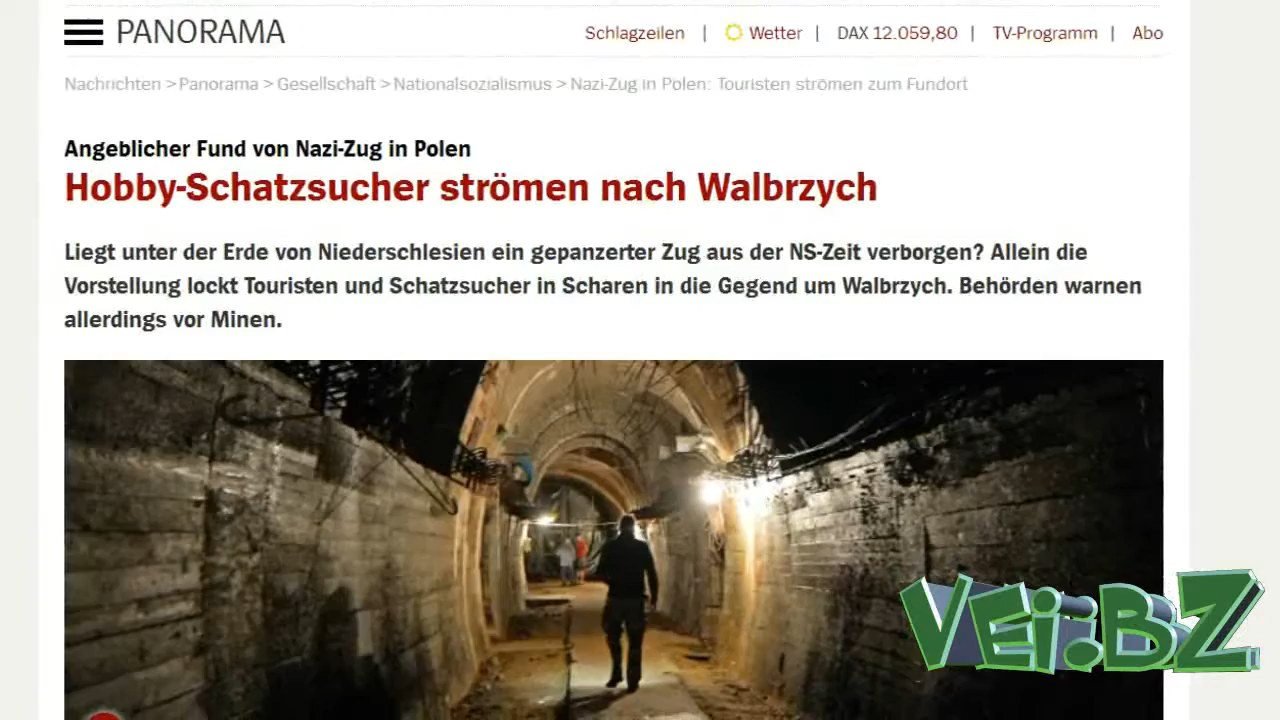 PANORAMA
Schlagzeilen | Wetter | DAX 12.059,80 | TV-Programm | Abo
Nachrichten > Panorama > Gesellschaft > Nationalsozialismus > Nazi-Zug in Polen: Touristen strömen zum Fundort
Angeblicher Fund von Nazi-Zug in Polen
Hobby-Schatzsucher strömen nach Walbrzych
Liegt unter der Erde von Niederschlesien ein gepanzerter Zug aus der NS-Zeit verborgen? Allein die
Vorstellung lockt Touristen und Schatzsucher in Scharen in die Gegend um Walbrzych. Behörden warnen
allerdings vor Minen.
VEi:BZ